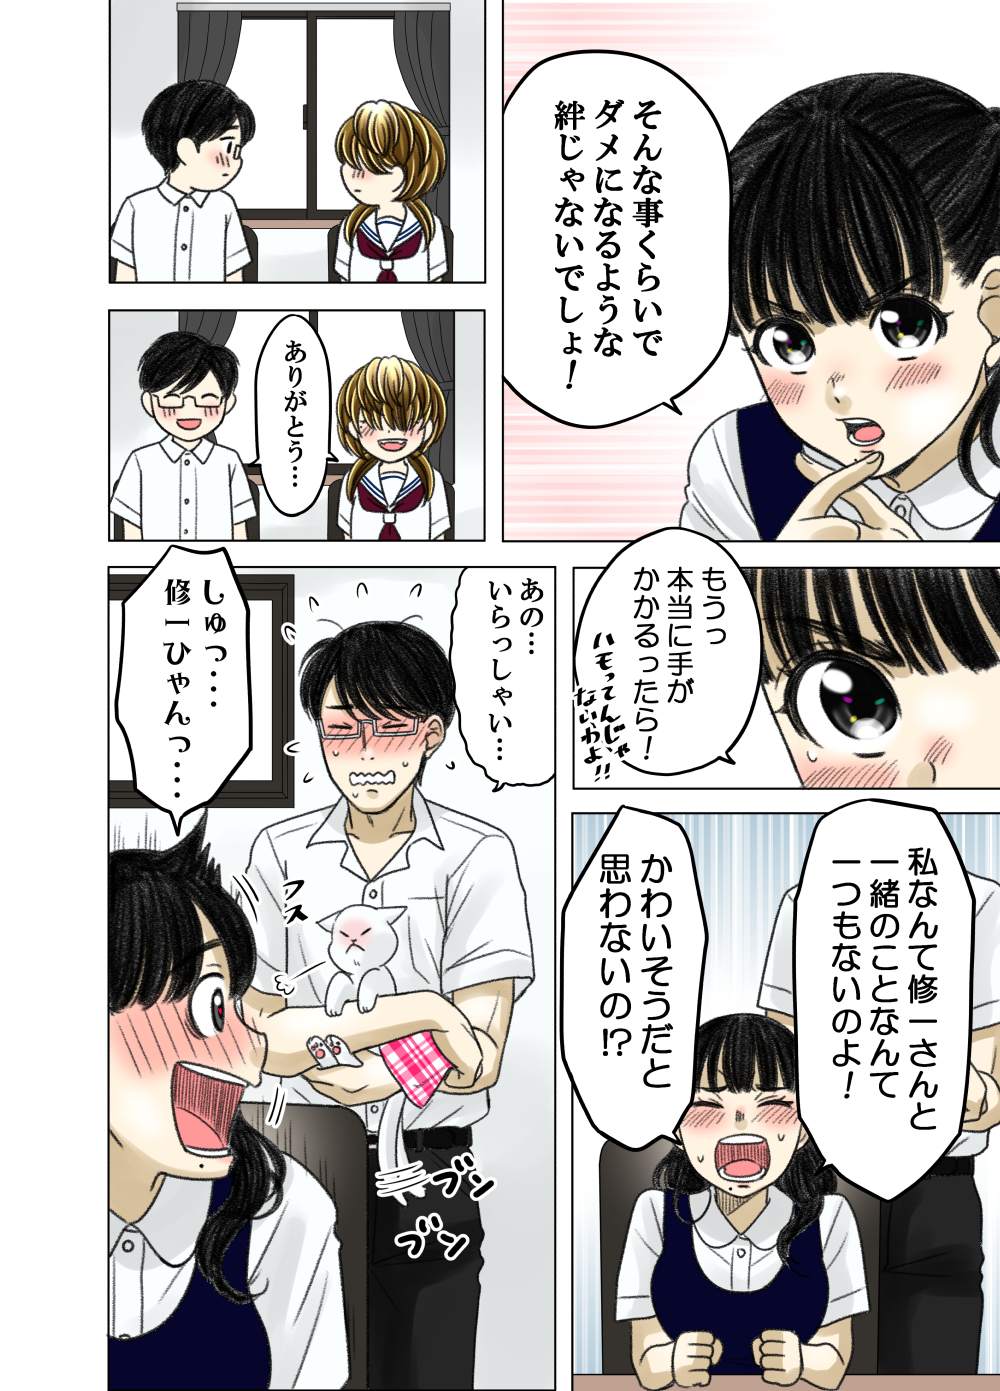 そんな事くらいで
ダメになるような
絆じゃないでしょ！
ありがとう…
もうっ
本当に手が
かかるったら！
ハモってんじゃ
ないわよ!!
私なんて修一さんと
一緒のことなんて
一つもないのよ！
かわいそうだと
思わないの!?
あの…
いらっしゃい…
しゅっ...
修一ひゃんっ....
フス
ブン
ブン